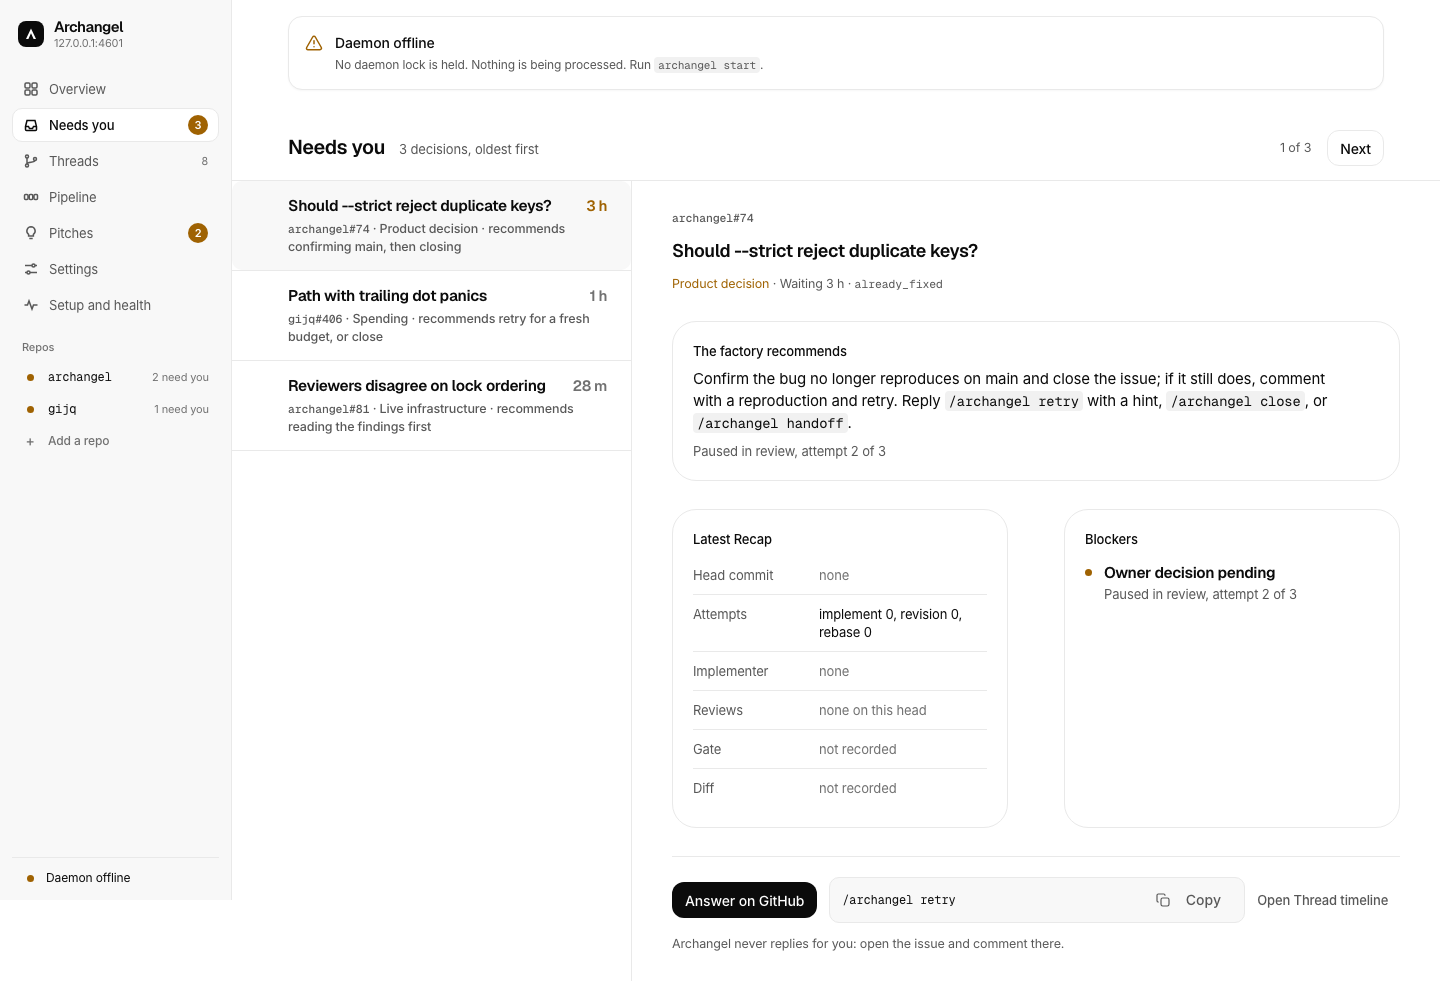 Archangel
127.0.0.1:4601
Overview
Needs you 3
Threads 8
Pipeline
Pitches 2
Settings
Setup and health
Repos
archangel 2 need you
gijq 1 need you
+ Add a repo
Daemon offline
Daemon offline
No daemon lock is held. Nothing is being processed. Run archangel start.
Needs you 3 decisions, oldest first
1 of 3 Next
Should --strict reject duplicate keys? 3 h
archangel#74 · Product decision · recommends
confirming main, then closing
Path with trailing dot panics 1 h
gijq#406 · Spending · recommends retry for a fresh
budget, or close
Reviewers disagree on lock ordering 28 m
archangel#81 · Live infrastructure · recommends
reading the findings first
archangel#74
Should --strict reject duplicate keys?
Product decision · Waiting 3 h · already_fixed
The factory recommends
Confirm the bug no longer reproduces on main and close the issue; if it still does, comment
with a reproduction and retry. Reply /archangel retry with a hint, /archangel close, or
/archangel handoff.
Paused in review, attempt 2 of 3
Latest Recap
Head commit none
Attempts implement 0, revision 0,
rebase 0
Implementer none
Reviews none on this head
Gate not recorded
Diff not recorded
Blockers
Owner decision pending
Paused in review, attempt 2 of 3
Answer on GitHub /archangel retry Copy Open Thread timeline
Archangel never replies for you: open the issue and comment there.